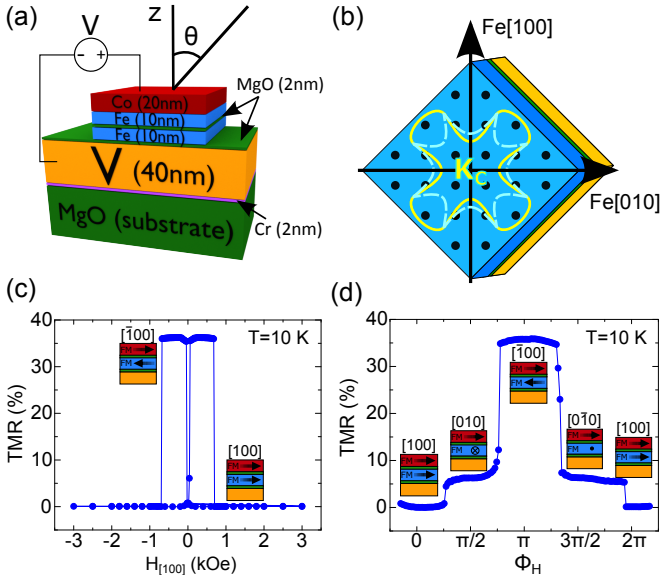 (a)
V
- +
z
θ
MgO (2nm)
Co (20nm)
Fe (10nm)
Fe (10nm)
V (40nm)
MgO (substrate)
Cr (2nm)
(b)
Fe[100]
K_C
Fe[010]
(c)
TMR (%)
40
30
20
10
0
[1̅00]
FM
FM
T=10 K
[100]
FM
FM
-3 -2 -1 0 1 2 3
H[100] (kOe)
(d)
TMR (%)
40
30
20
10
0
T=10 K
[1̅00]
FM
FM
[100]
FM
FM
[010]
FM
FM
[01̅0]
FM
FM
[100]
FM
FM
0 π/2 π 3π/2 2π
Φ_H